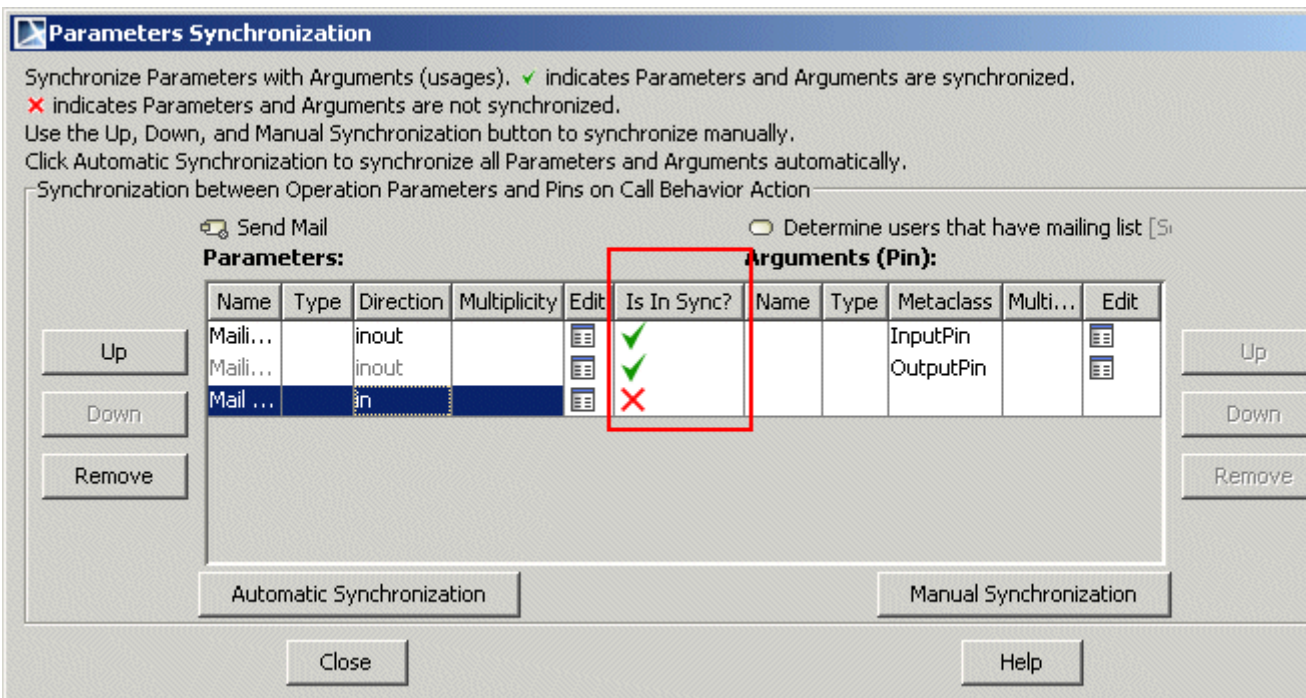 Parameters Synchronization
Synchronize Parameters with Arguments (usages). ✓ indicates Parameters and Arguments are synchronized.
✗ indicates Parameters and Arguments are not synchronized.
Use the Up, Down, and Manual Synchronization button to synchronize manually.
Click Automatic Synchronization to synchronize all Parameters and Arguments automatically.
Synchronization between Operation Parameters and Pins on Call Behavior Action
Send Mail Determine users that have mailing list [S
Parameters: Arguments (Pin):
Name Type Direction Multiplicity Edit Is In Sync? Name Type Metaclass Multi... Edit
Maili... inout ✓ InputPin
Maili... inout ✓ OutputPin
Mail ... in ✗
Up Up
Down Down
Remove Remove
Automatic Synchronization Manual Synchronization
Close Help